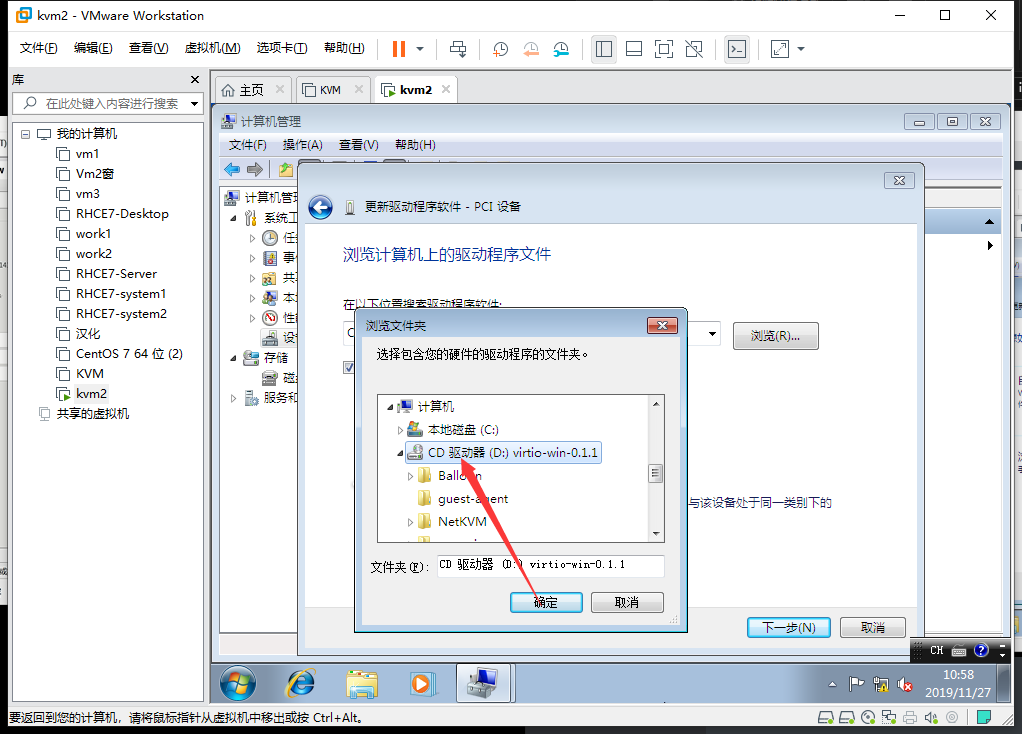 kvm2 - VMware Workstation
文件(F) 编辑(E) 查看(V) 虚拟机(M) 选项卡(T) 帮助(H)
库
在此处键入内容进行搜索
我的计算机
vm1
Vm2窗
vm3
RHCE7-Desktop
work1
work2
RHCE7-Server
RHCE7-system1
RHCE7-system2
汉化
CentOS 7 64 位 (2)
KVM
kvm2
共享的虚拟机
主页 KVM kvm2
计算机管理
文件(F) 操作(A) 查看(V) 帮助(H)
计算机管
系统工
存储
服务和
更新驱动程序软件 - PCI 设备
浏览计算机上的驱动程序文件
在以下位置搜索驱动程序软件:
浏览(R)...
与该设备处于同一类别下的
下一步(N) 取消
浏览文件夹
选择包含您的硬件的驱动程序的文件夹。
计算机
本地磁盘 (C:)
CD 驱动器 (D:) virtio-win-0.1.1
Balloon
guest-agent
NetKVM
文件夹(F): CD 驱动器 (D:) virtio-win-0.1.1
确定 取消
CH
10:58
2019/11/27
要返回到您的计算机，请将鼠标指针从虚拟机中移出或按 Ctrl+Alt。